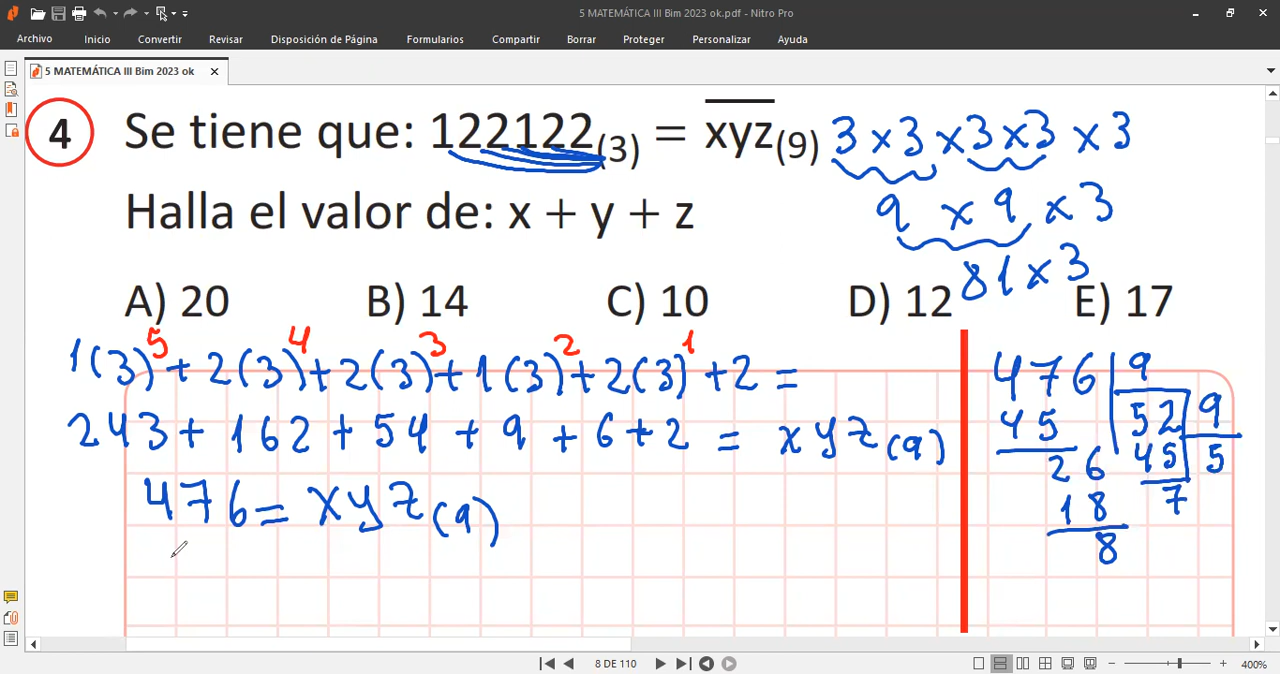 5 MATEMÁTICA III Bim 2023 ok.pdf - Nitro Pro
Archivo Inicio Convertir Revisar Disposición de Página Formularios Compartir Borrar Proteger Personalizar Ayuda
5 MATEMÁTICA III Bim 2023 ok
4 Se tiene que: 122122(3) = xyz(9)
3 x 3 x 3 x 3 x 3
9 x 9 x 3
81 x 3
Halla el valor de: x + y + z
A) 20 B) 14 C) 10 D) 12 E) 17
1(3)^5 + 2(3)^4 + 2(3)^3 + 1(3)^2 + 2(3)^1 + 2 =
243 + 162 + 54 + 9 + 6 + 2 = xyz(9)
476 = xyz(9)
476 9
45 52 9
26 45 5
18 7
8
8 DE 110
400%